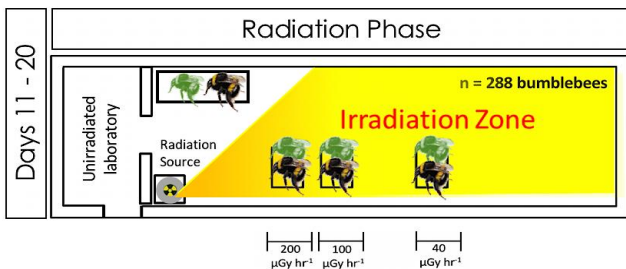 Radiation Phase
Days 11 - 20
Unirradiated
laboratory
Radiation
Source
n = 288 bumblebees
Irradiation Zone
200
µGy hr⁻¹
100
µGy hr⁻¹
40
µGy hr⁻¹